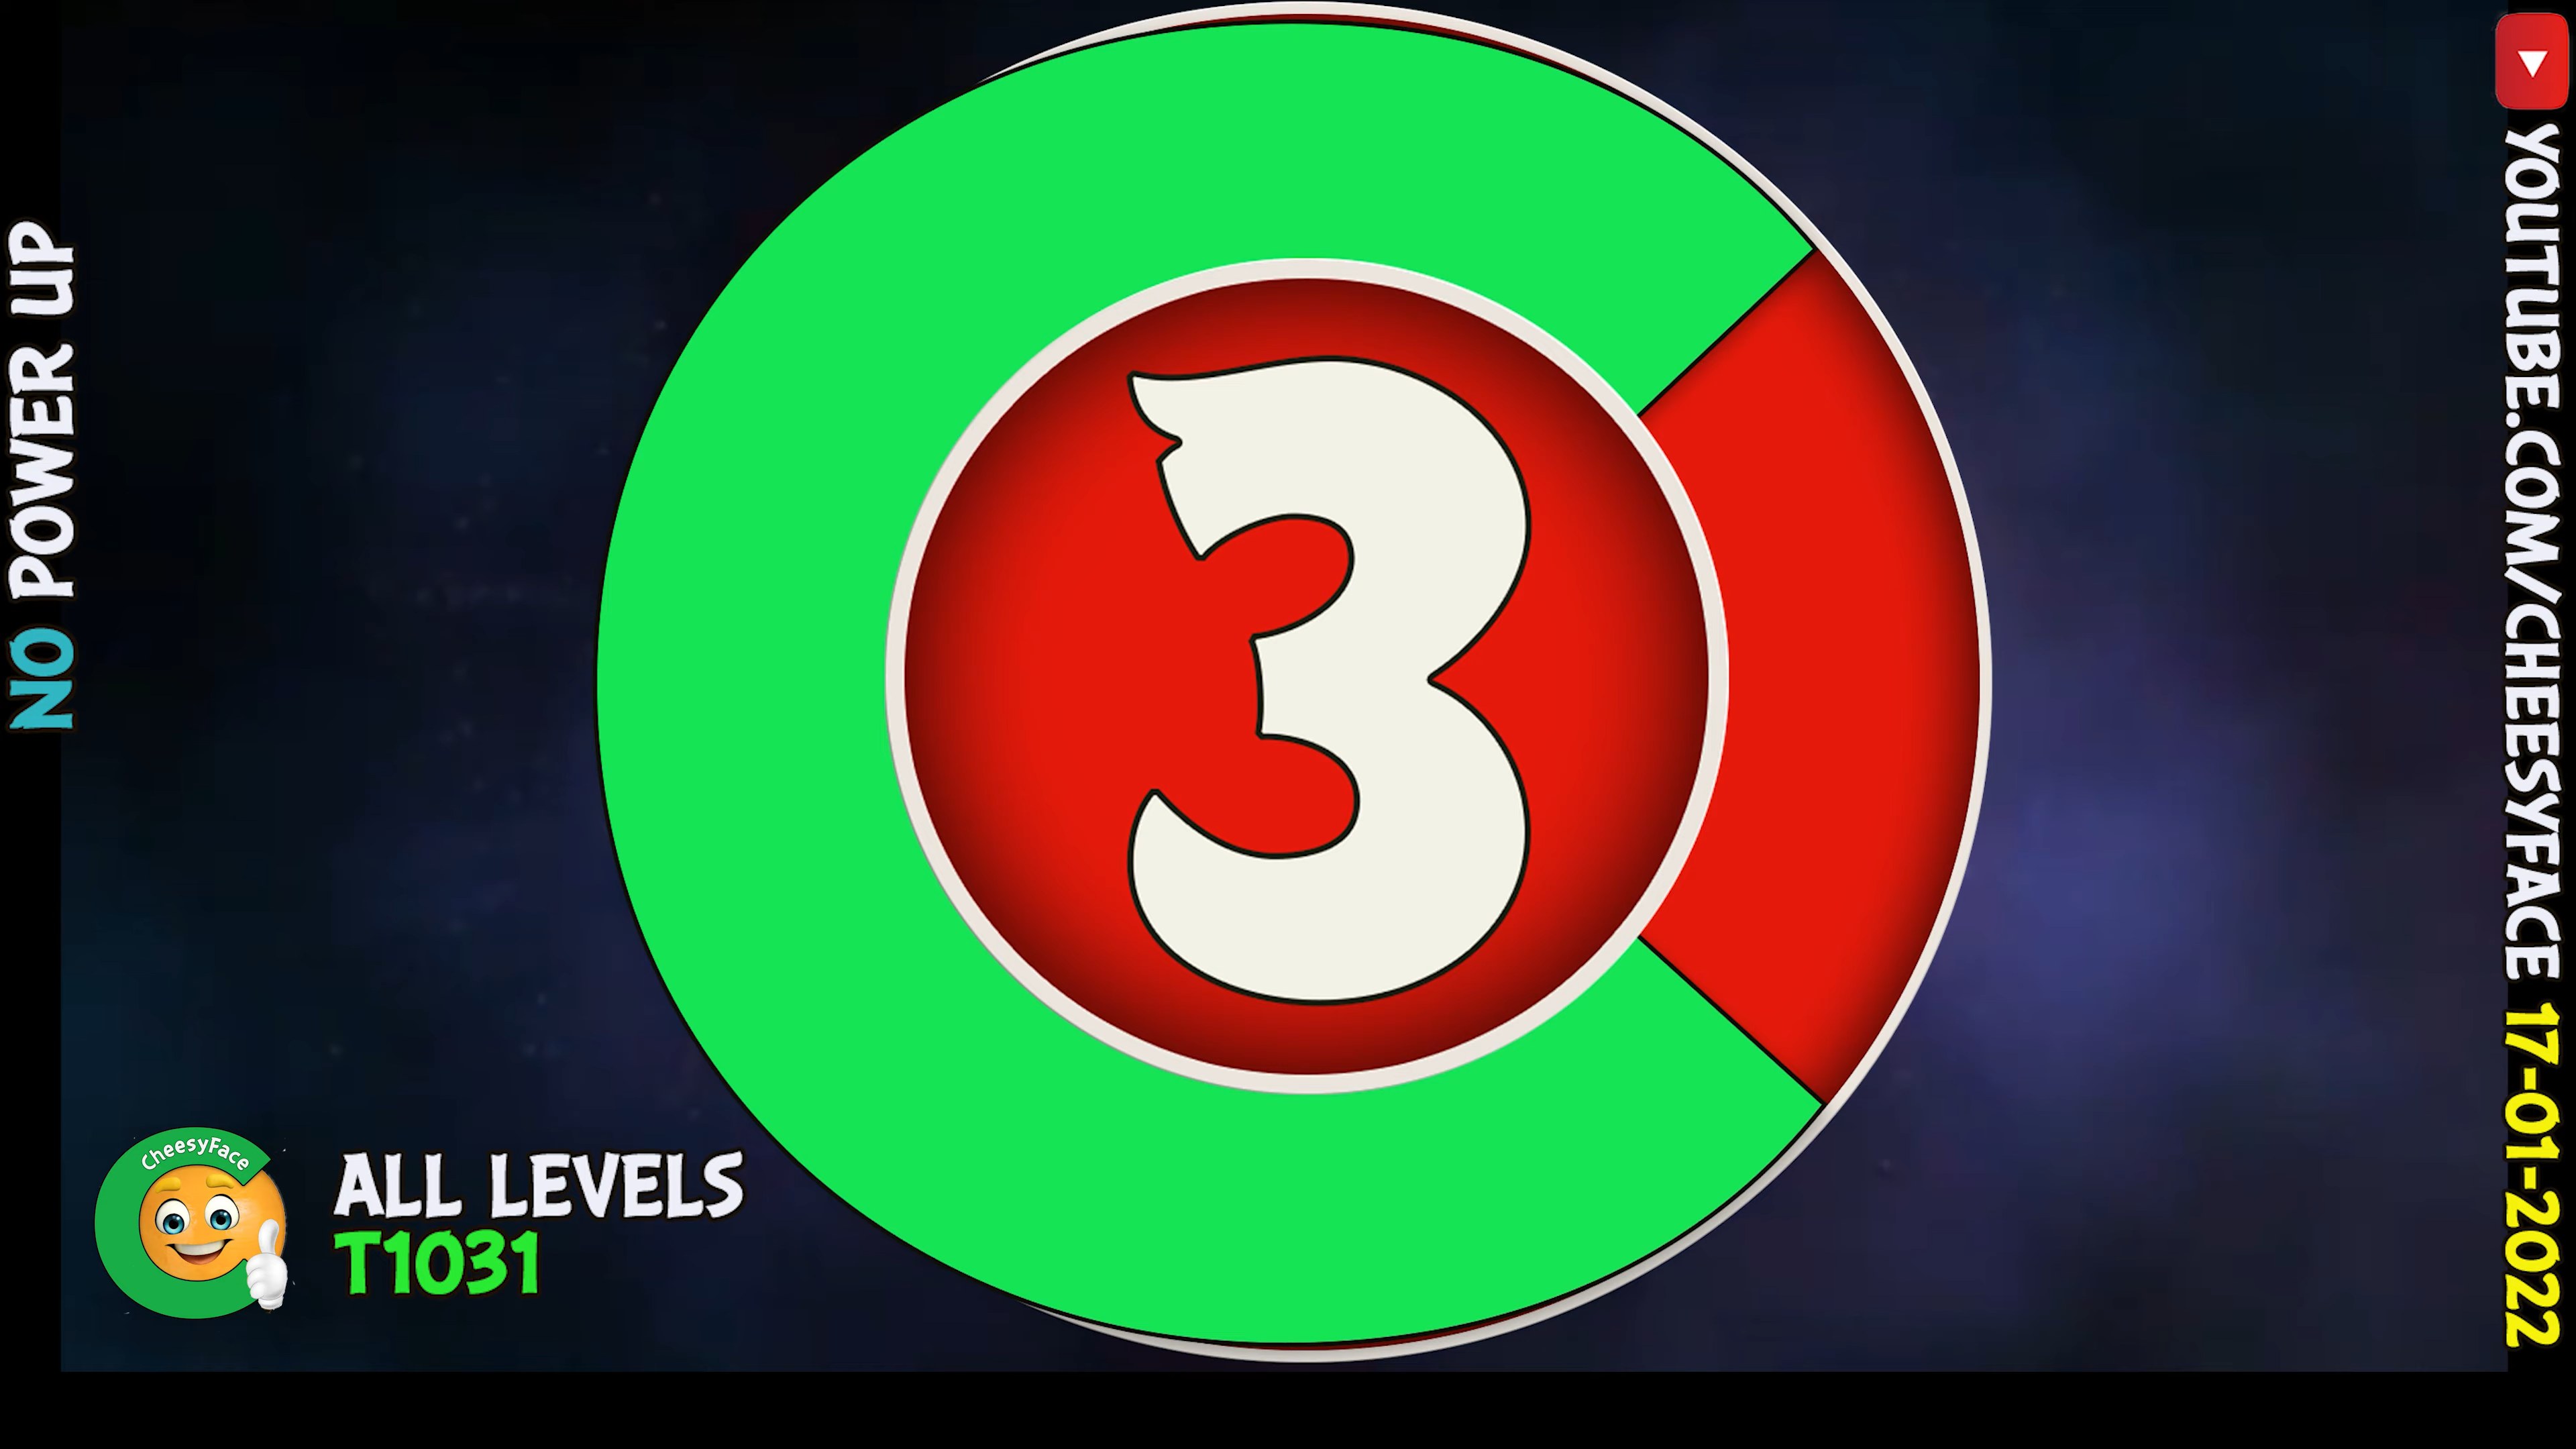 NO POWER UP
3
CheesyFace
ALL LEVELS
T1031
YOUTUBE.COM/CHEESYFACE 17-01-2022